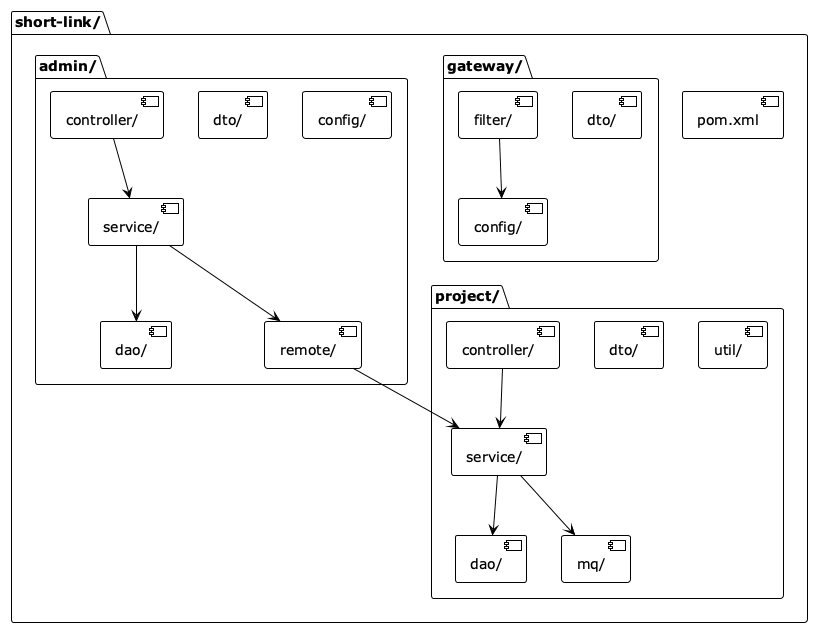 short-link/
admin/
controller/
dto/
config/
service/
dao/
remote/
gateway/
filter/
dto/
config/
pom.xml
project/
controller/
dto/
util/
service/
dao/
mq/